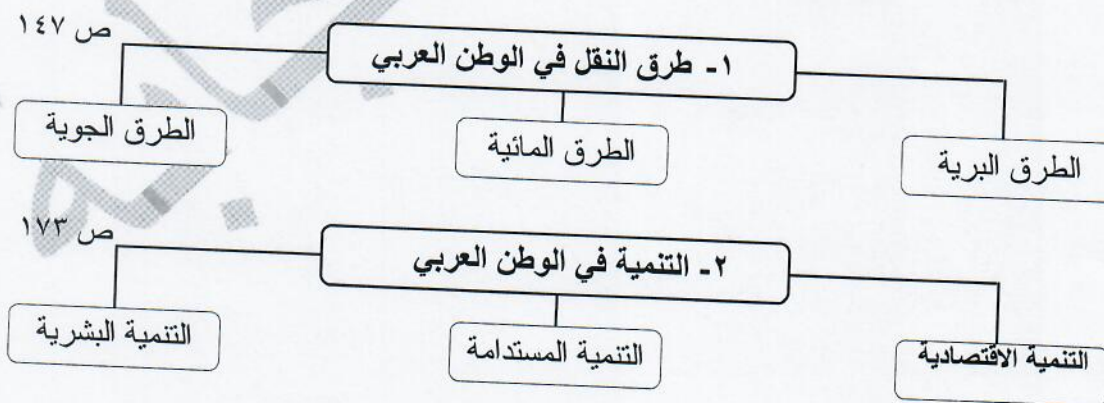 ص ١٤٧
١- طرق النقل في الوطن العربي
الطرق البرية
الطرق المائية
الطرق الجوية
ص ١٧٣
٢- التنمية في الوطن العربي
التنمية الاقتصادية
التنمية المستدامة
التنمية البشرية